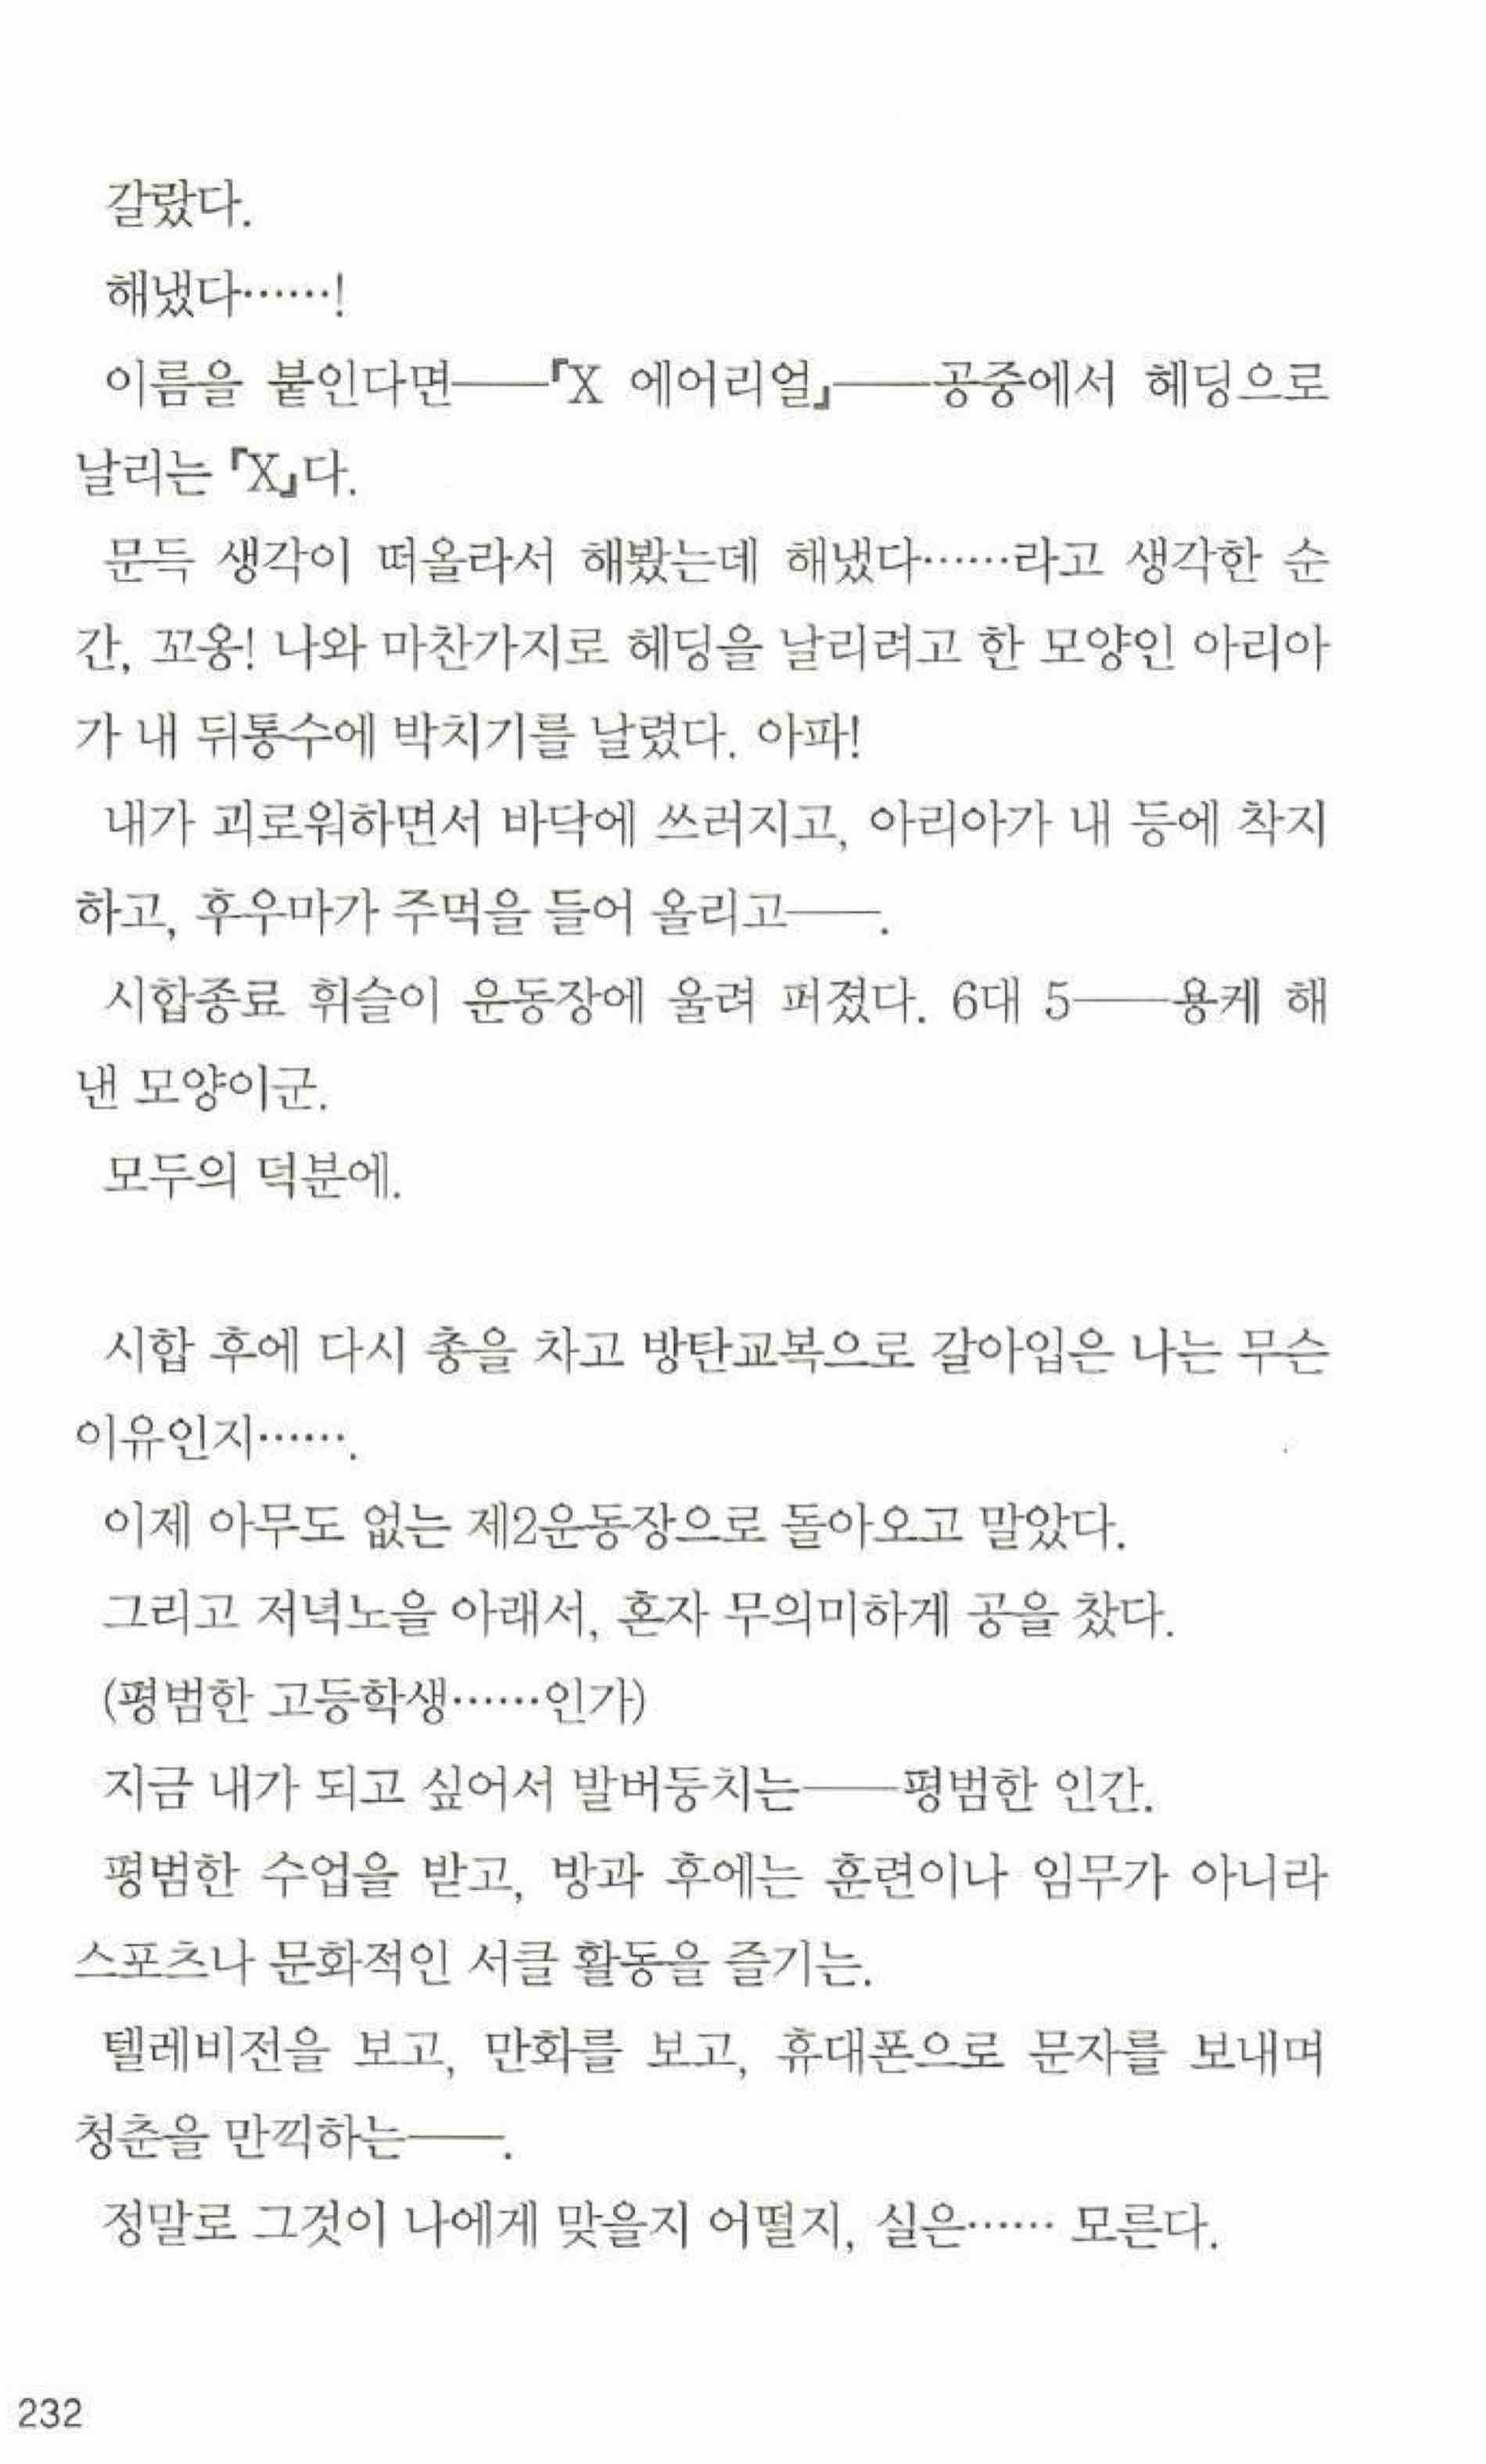 갈랐다.
해냈다……!
이름을 붙인다면――『X 에어리얼』――공중에서 헤딩으로
날리는 『X』다.
문득 생각이 떠올라서 해봤는데 해냈다……라고 생각한 순
간, 꼬옹! 나와 마찬가지로 헤딩을 날리려고 한 모양인 아리아
가 내 뒤통수에 박치기를 날렸다. 아파!
내가 괴로워하면서 바닥에 쓰러지고, 아리아가 내 등에 착지
하고, 후우마가 주먹을 들어 올리고――.
시합종료 휘슬이 운동장에 울려 퍼졌다. 6대 5――용케 해
낸 모양이군.
모두의 덕분에.
시합 후에 다시 총을 차고 방탄교복으로 갈아입은 나는 무슨
이유인지…….
이제 아무도 없는 제2운동장으로 돌아오고 말았다.
그리고 저녁노을 아래서, 혼자 무의미하게 공을 찼다.
(평범한 고등학생……인가)
지금 내가 되고 싶어서 발버둥치는――평범한 인간.
평범한 수업을 받고, 방과 후에는 훈련이나 임무가 아니라
스포츠나 문화적인 서클 활동을 즐기는.
텔레비전을 보고, 만화를 보고, 휴대폰으로 문자를 보내며
청춘을 만끽하는――.
정말로 그것이 나에게 맞을지 어떨지, 실은…… 모른다.
232